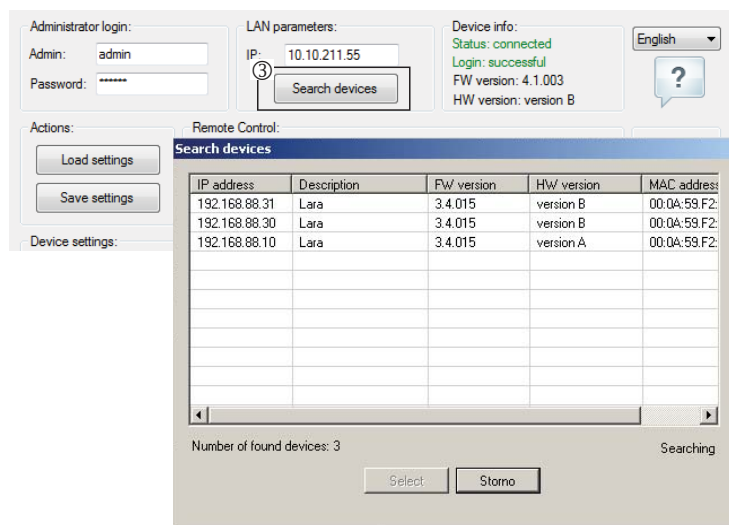 Administrator login:
LAN parameters:
Device info:
Admin: admin
IP: 10.10.211.55
Status: connected
Login: successful
English
Password: ******
③
Search devices
FW version: 4.1.003
HW version: version B
?
Actions:
Remote Control:
Load settings
Save settings
Device settings:
Search devices
IP address Description FW version HW version MAC address
192.168.88.31 Lara 3.4.015 version B 00:0A:59:F2:
192.168.88.30 Lara 3.4.015 version B 00:0A:59:F2:
192.168.88.10 Lara 3.4.015 version A 00:0A:59:F2:
Number of found devices: 3
Searching
Select
Storno